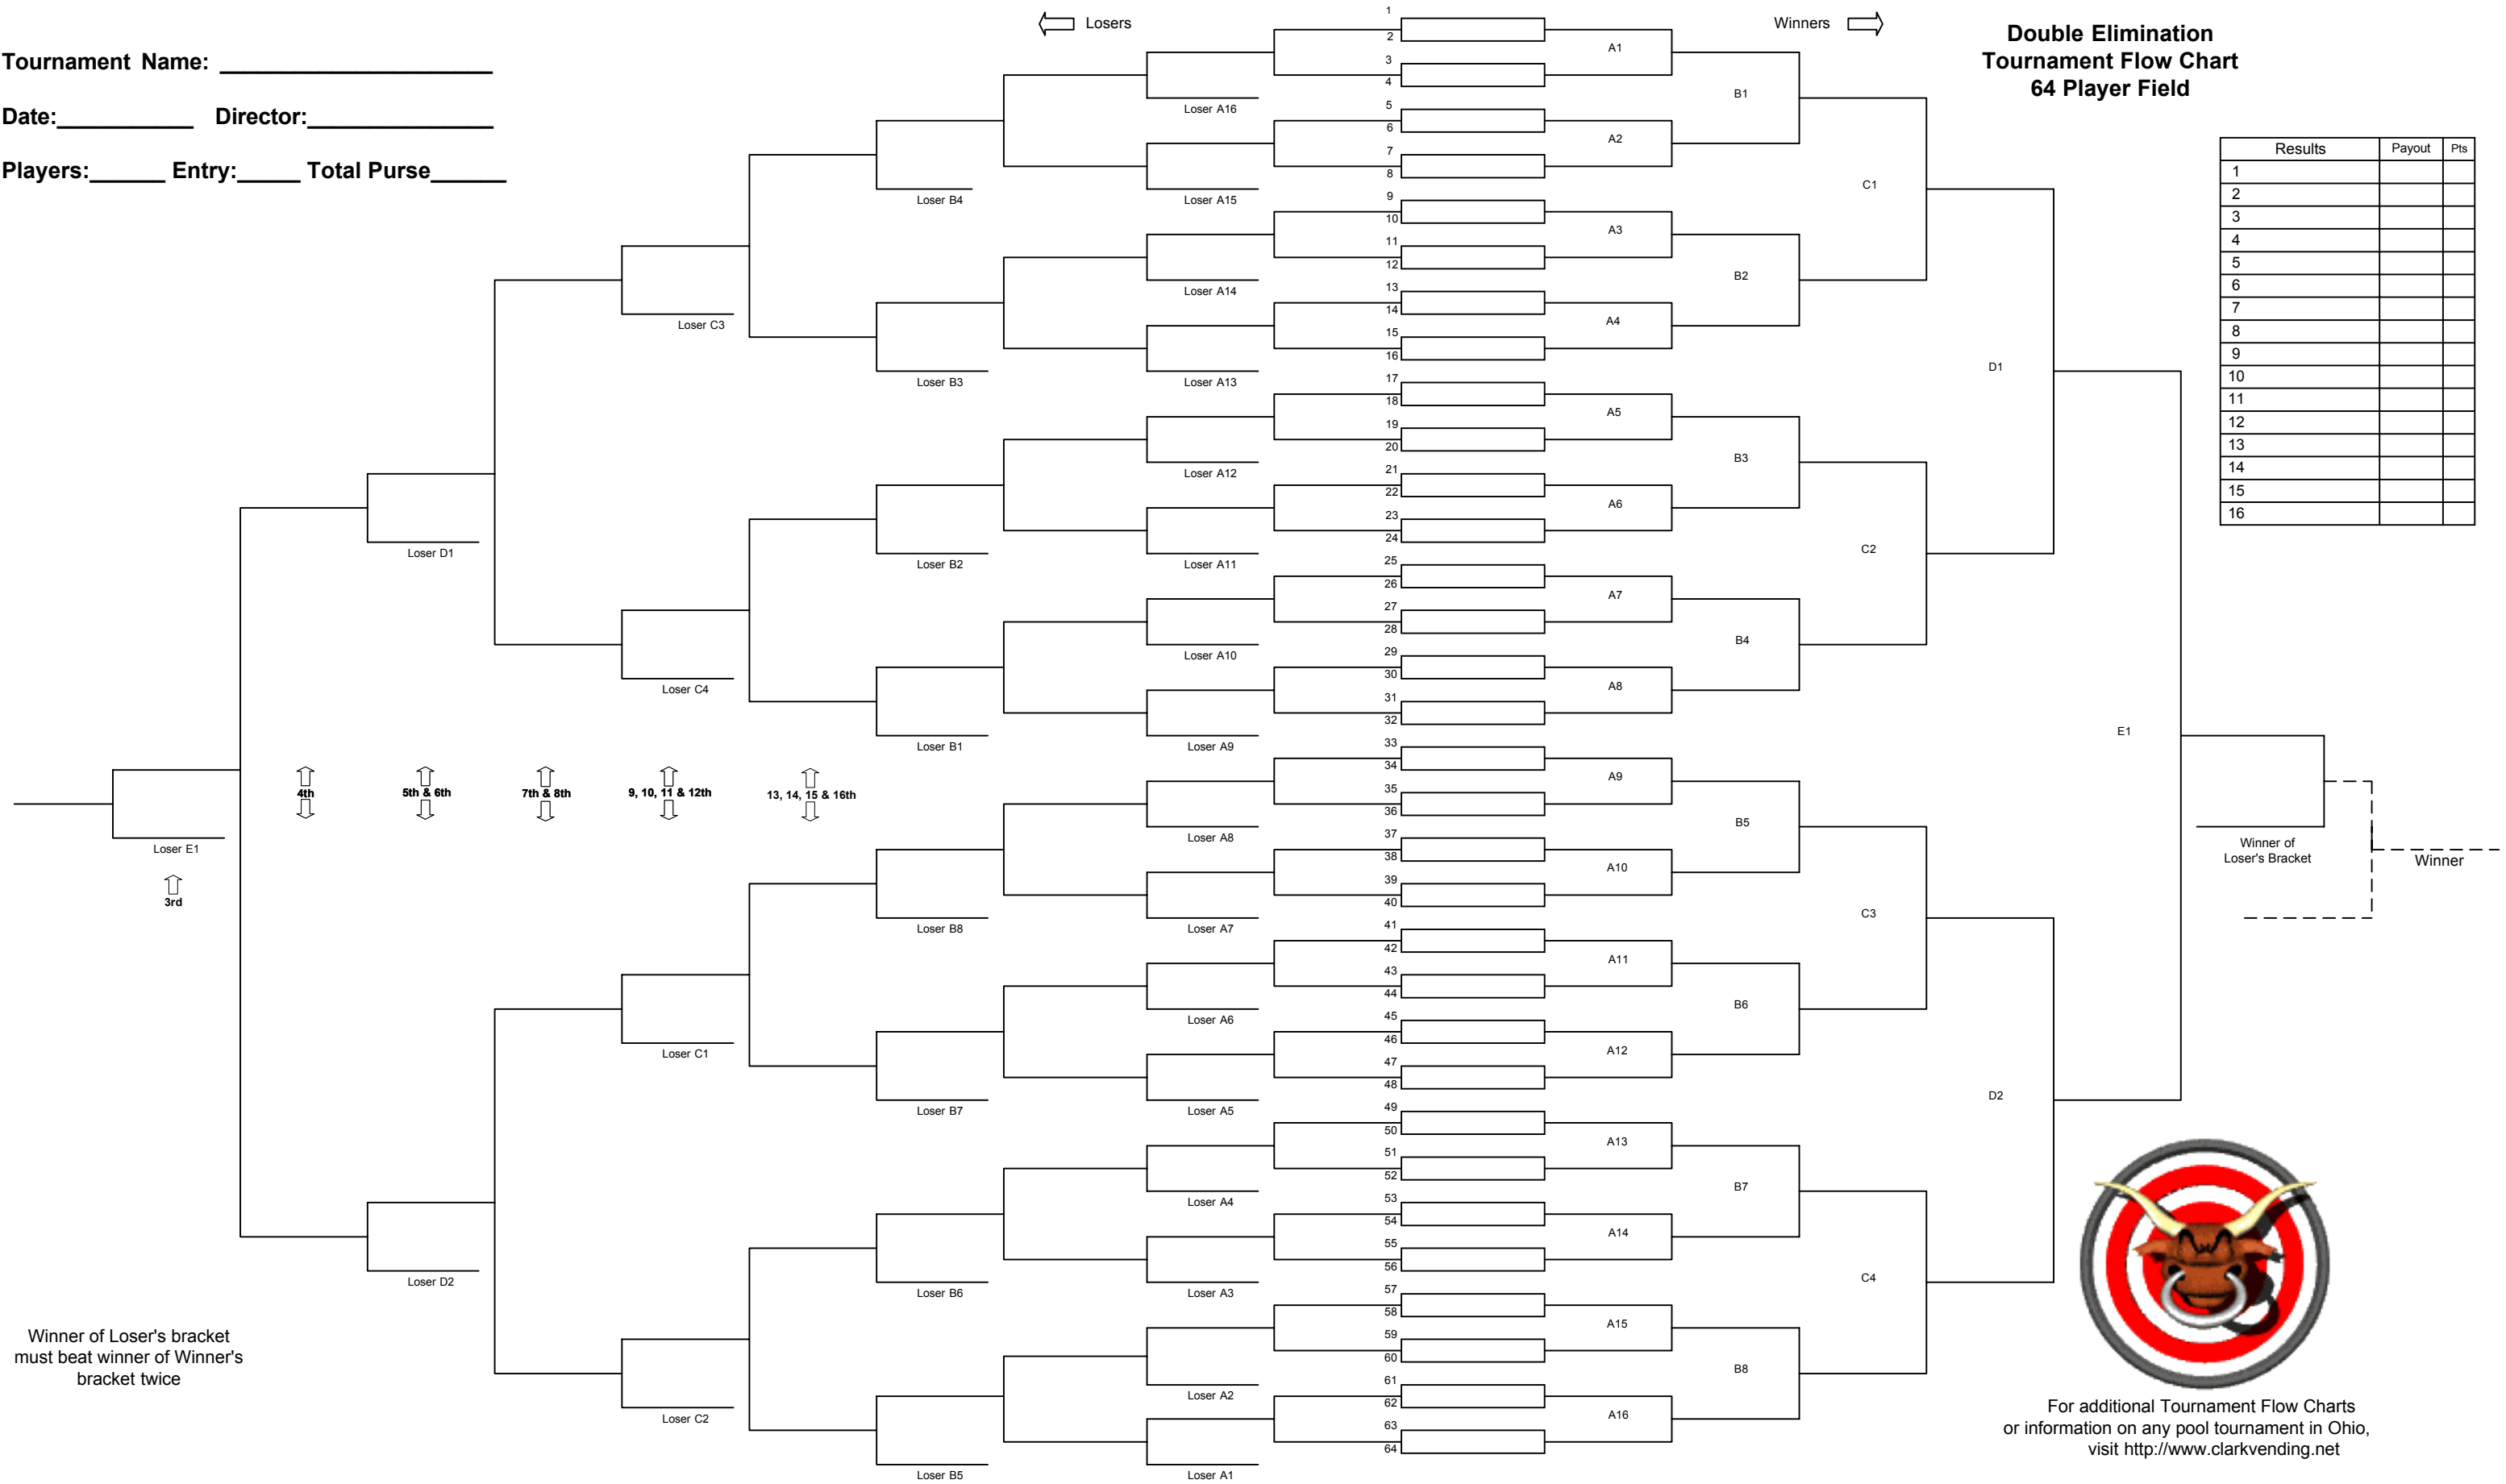 Losers
Winners
Double Elimination
Tournament Flow Chart
64 Player Field
Tournament Name: ______________________
Date:___________ Director:_______________
Players:______ Entry:_____ Total Purse______
Results Payout Pts
1
2
3
4
5
6
7
8
9
10
11
12
13
14
15
16
1
2
3
4
5
6
7
8
9
10
11
12
13
14
15
16
17
18
19
20
21
22
23
24
25
26
27
28
29
30
31
32
33
34
35
36
37
38
39
40
41
42
43
44
45
46
47
48
49
50
51
52
53
54
55
56
57
58
59
60
61
62
63
64
A1
A2
A3
A4
A5
A6
A7
A8
A9
A10
A11
A12
A13
A14
A15
A16
B1
B2
B3
B4
B5
B6
B7
B8
C1
C2
C3
C4
D1
D2
E1
Winner of
Loser's Bracket
Winner
Loser A16
Loser A15
Loser A14
Loser A13
Loser A12
Loser A11
Loser A10
Loser A9
Loser A8
Loser A7
Loser A6
Loser A5
Loser A4
Loser A3
Loser A2
Loser A1
Loser B4
Loser B3
Loser B2
Loser B1
Loser B8
Loser B7
Loser B6
Loser B5
Loser C3
Loser C4
Loser C1
Loser C2
Loser D1
Loser D2
Loser E1
3rd
4th
5th & 6th
7th & 8th
9, 10, 11 & 12th
13, 14, 15 & 16th
Winner of Loser's bracket
must beat winner of Winner's
bracket twice
For additional Tournament Flow Charts
or information on any pool tournament in Ohio,
visit http://www.clarkvending.net